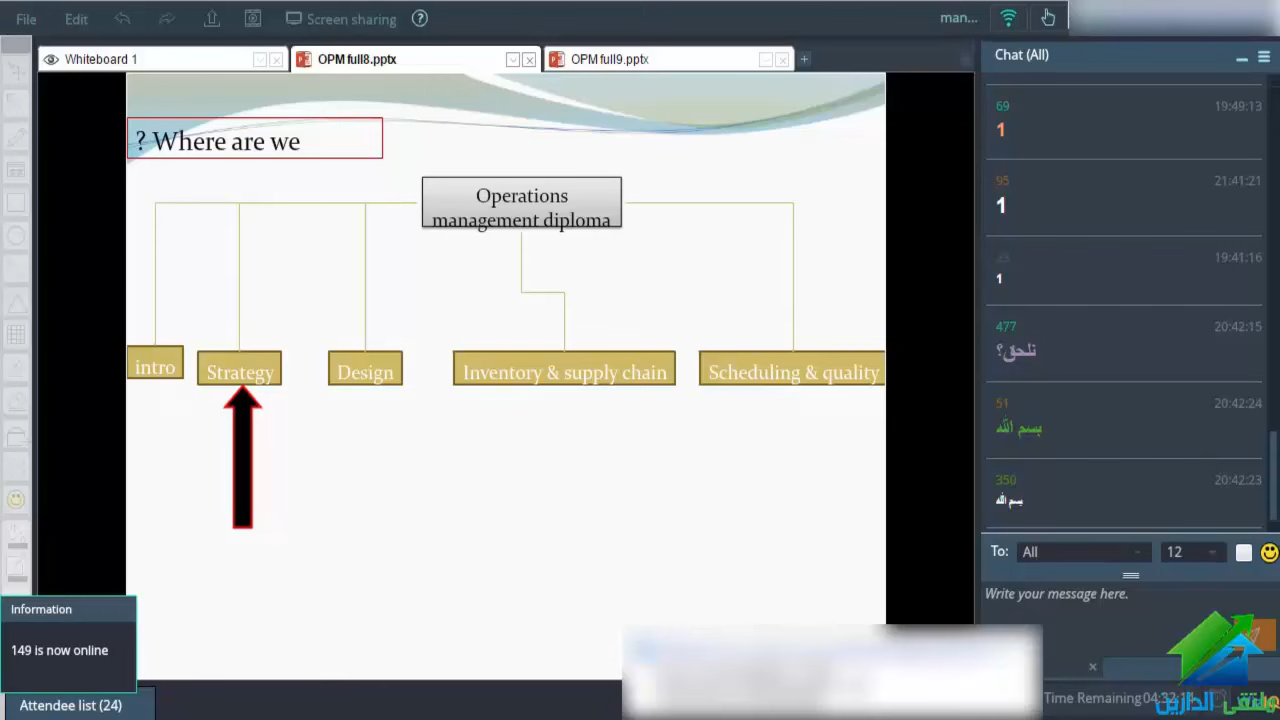 File Edit Screen sharing ? man...
Whiteboard 1 OPM full8.pptx OPM full9.pptx +
Chat (All)
? Where are we
Operations
management diploma
intro Strategy Design Inventory & supply chain Scheduling & quality
69 19:49:13
1
95 21:41:21
1
23 19:41:16
1
477 20:42:15
نلحق؟
51 20:42:24
بسم الله
350 20:42:23
بسم الله
To: All 12
Write your message here.
Information
149 is now online
Attendee list (24)
Time Remaining
ملتقى الدارين